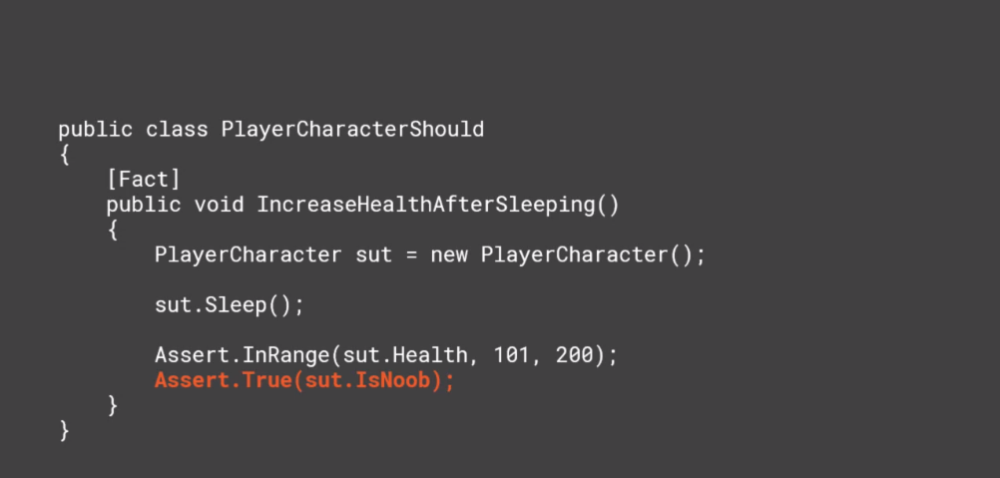 public class PlayerCharacterShould
{
[Fact]
public void IncreaseHealthAfterSleeping()
{
PlayerCharacter sut = new PlayerCharacter();
sut.Sleep();
Assert.InRange(sut.Health, 101, 200);
Assert.True(sut.IsNoob);
}
}